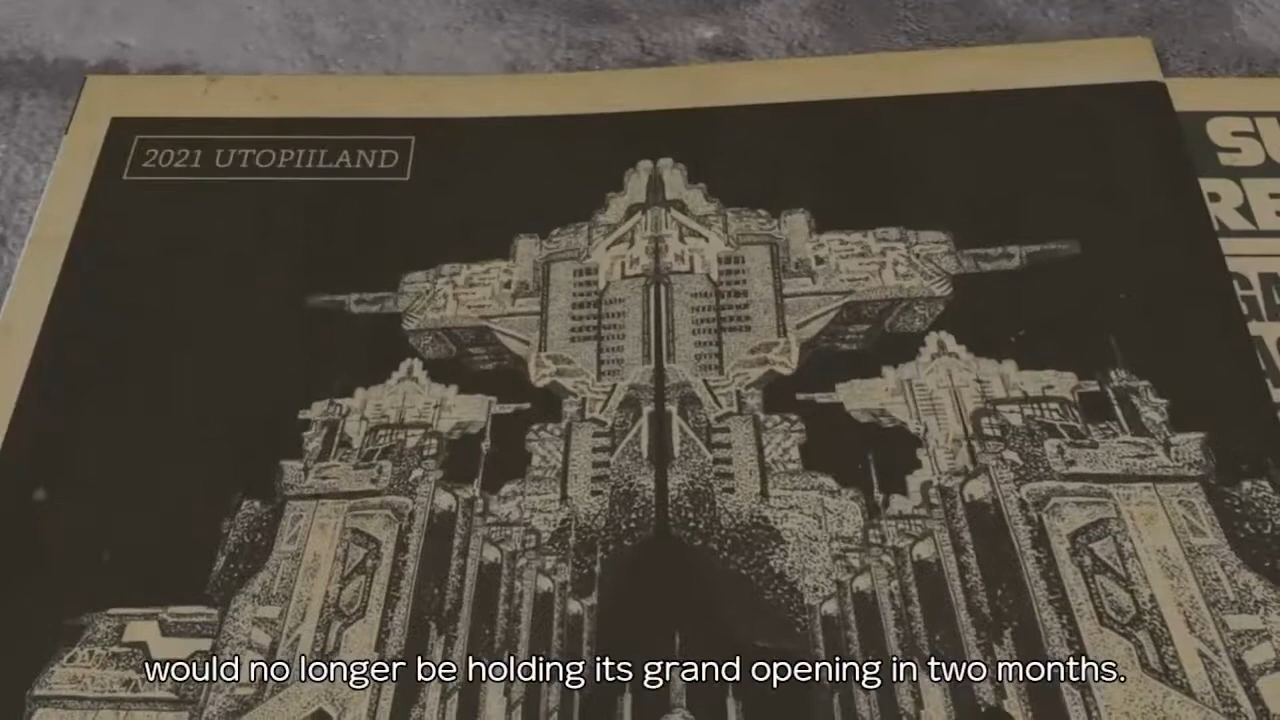 2021 UTOPIILAND
would no longer be holding its grand opening in two months.